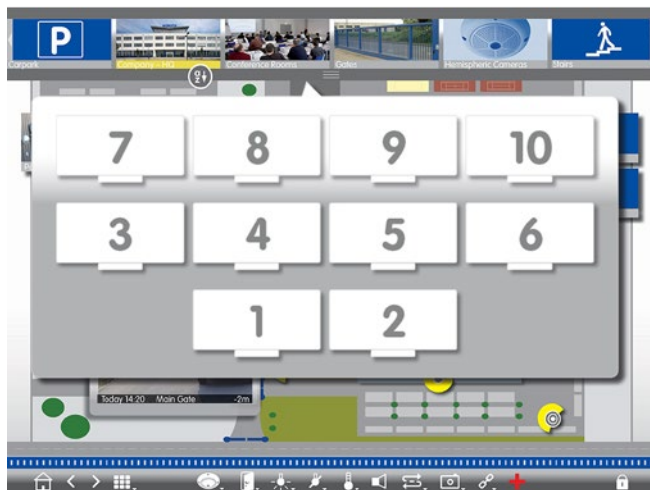 P
Carpark
Company - HQ
Conference Rooms
Gates
Hemispheric Cameras
Stairs
7
8
9
10
3
4
5
6
1
2
Today 14:20 Main Gate -2m